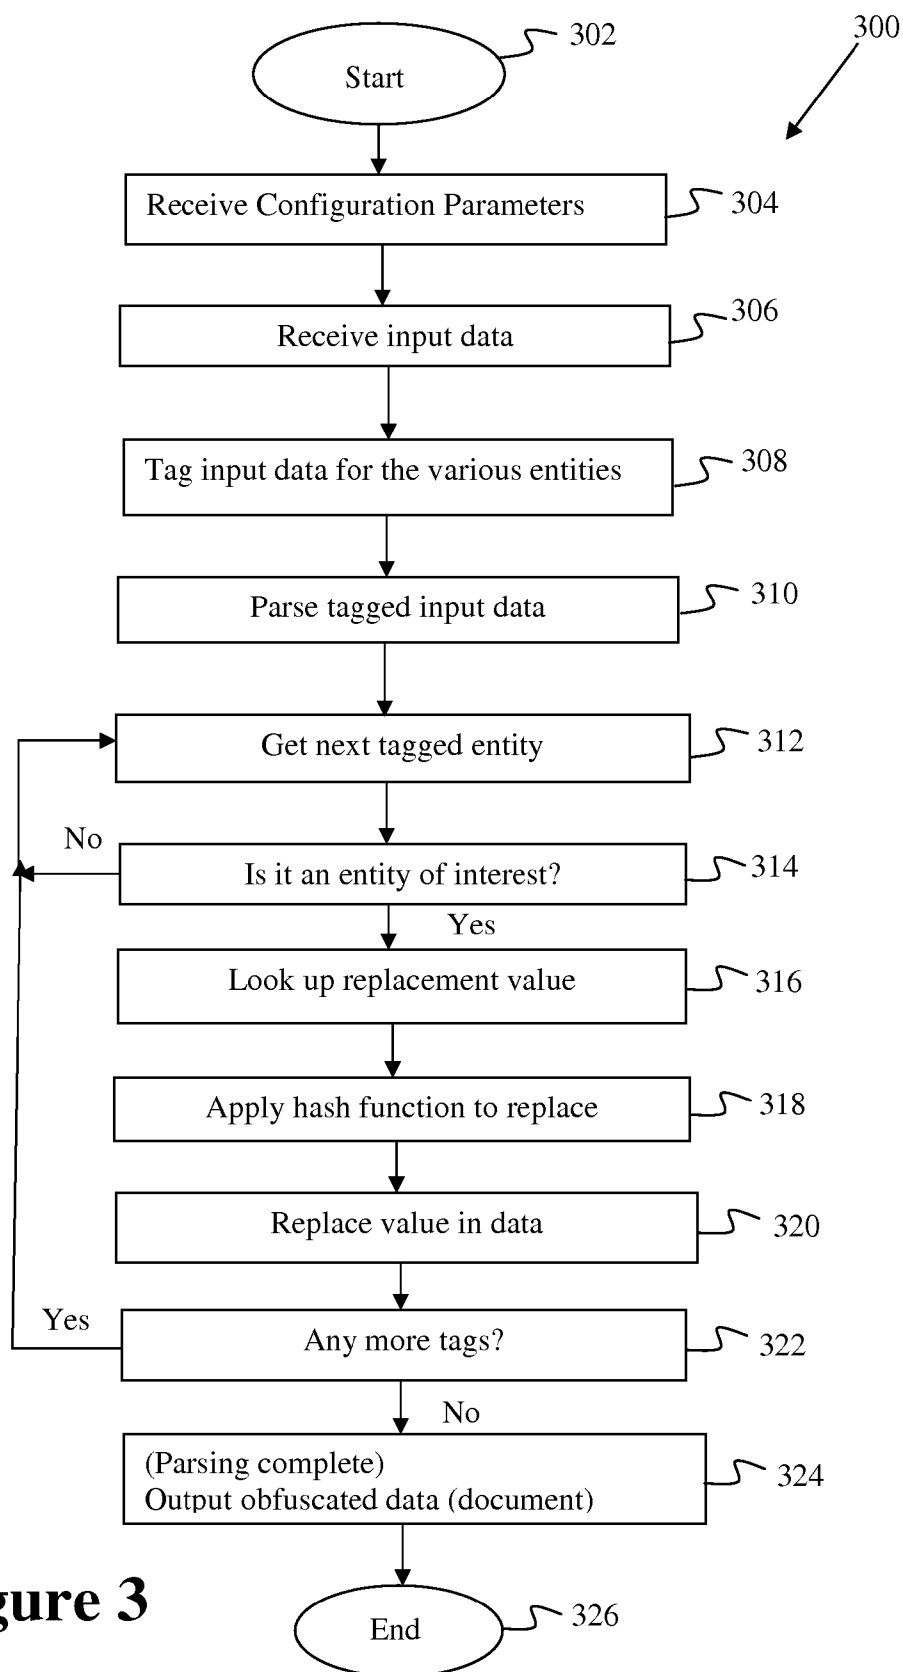 300
Start
302
Receive Configuration Parameters
304
Receive input data
306
Tag input data for the various entities
308
Parse tagged input data
310
Get next tagged entity
312
No
Is it an entity of interest?
314
Yes
Look up replacement value
316
Apply hash function to replace
318
Replace value in data
320
Yes
Any more tags?
322
No
(Parsing complete)
Output obfuscated data (document)
324
gure 3
End
326